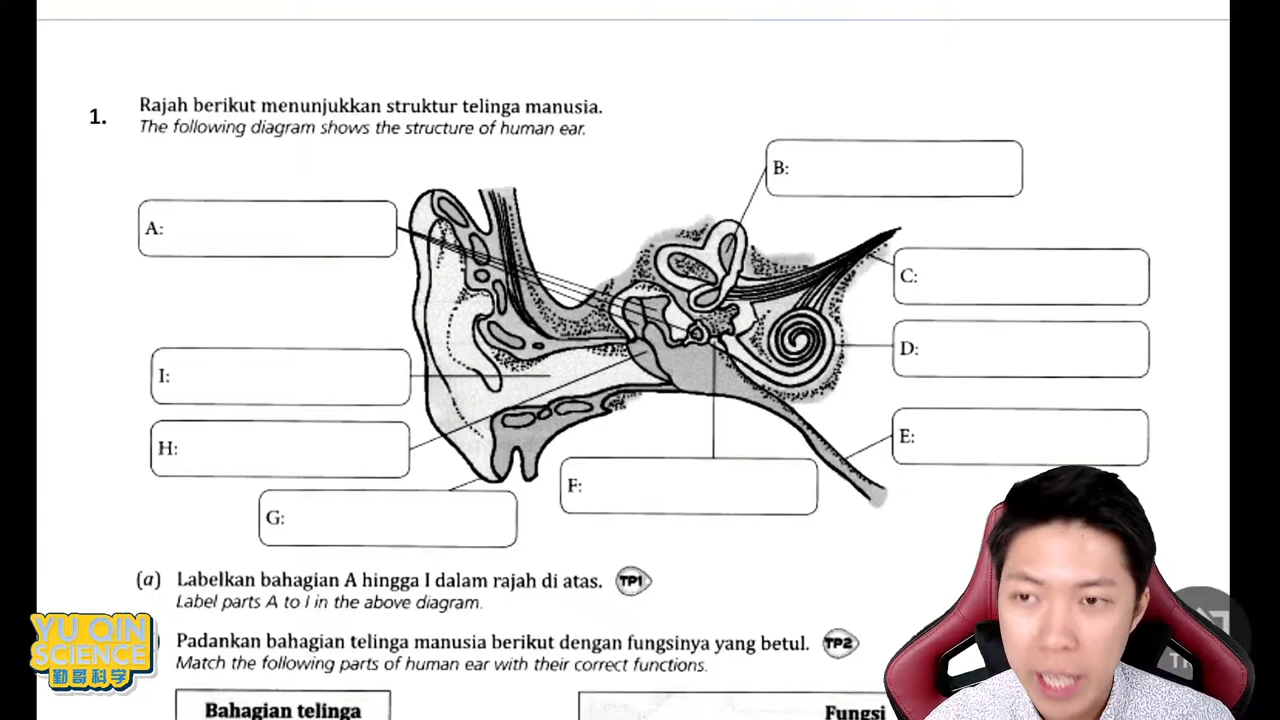 1.
Rajah berikut menunjukkan struktur telinga manusia.
The following diagram shows the structure of human ear.
B:
A:
C:
D:
I:
E:
H:
F:
G:
(a) Labelkan bahagian A hingga I dalam rajah di atas. TP1
Label parts A to I in the above diagram.
) Padankan bahagian telinga manusia berikut dengan fungsinya yang betul. TP2
Match the following parts of human ear with their correct functions.
Bahagian telinga
Fungsi
YU QIN
SCIENCE
勤哥科学